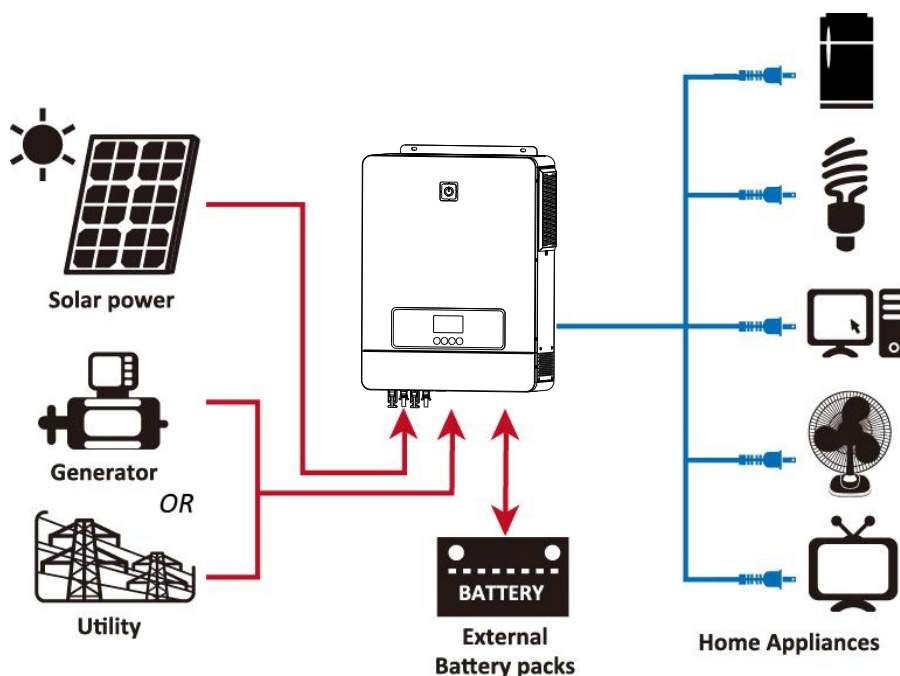 Solar power
Generator
OR
Utility
BATTERY
External
Battery packs
Home Appliances